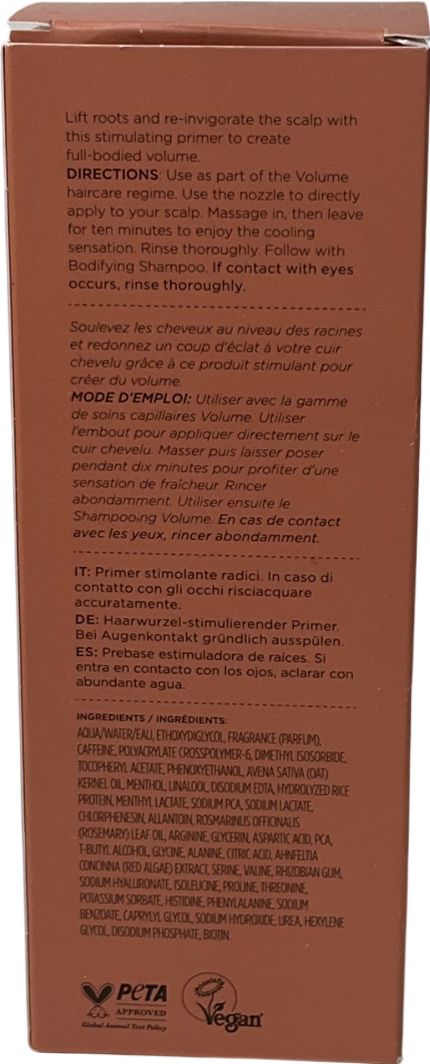 Lift roots and re-invigorate the scalp with
this stimulating primer to create
full-bodied volume.
DIRECTIONS: Use as part of the Volume
haircare regime. Use the nozzle to directly
apply to your scalp. Massage in, then leave
for ten minutes to enjoy the cooling
sensation. Rinse thoroughly. Follow with
Bodifying Shampoo. If contact with eyes
occurs, rinse thoroughly.
Soulevez les cheveux au niveau des racines
et redonnez un coup d'éclat à votre cuir
chevelu grâce à ce produit stimulant pour
créer du volume.
MODE D'EMPLOI: Utiliser avec la gamme
de soins capillaires Volume. Utiliser
l'embout pour appliquer directement sur le
cuir chevelu. Masser puis laisser poser
pendant dix minutes pour profiter d'une
sensation de fraîcheur. Rincer
abondamment. Utiliser ensuite le
Shampooing Volume. En cas de contact
avec les yeux, rincer abondamment.
IT: Primer stimolante radici. In caso di
contatto con gli occhi risciacquare
accuratamente.
DE: Haarwurzel-stimulierender Primer.
Bei Augenkontakt gründlich ausspülen.
ES: Prebase estimuladora de raíces. Si
entra en contacto con los ojos, aclarar con
abundante agua.
INGREDIENTS / INGRÉDIENTS:
AQUA/WATER/EAU, ETHOXYDIGLYCOL, FRAGRANCE (PARFUM),
CAFFEINE, POLYACRYLATE CROSSPOLYMER-6, DIMETHYL ISOSORBIDE,
TOCOPHERYL ACETATE, PHENOXYETHANOL, AVENA SATIVA (OAT)
KERNEL OIL, MENTHOL, LINALOOL, DISODIUM EDTA, HYDROLYZED RICE
PROTEIN, MENTHYL LACTATE, SODIUM PCA, SODIUM LACTATE,
CHLORPHENESIN, ALLANTOIN, ROSMARINUS OFFICINALIS
(ROSEMARY) LEAF OIL, ARGININE, GLYCERIN, ASPARTIC ACID, PCA,
T-BUTYL ALCOHOL, GLYCINE, ALANINE, CITRIC ACID, AHNFELTIA
CONCINNA (RED ALGAE) EXTRACT, SERINE, VALINE, RHIZOBIAN GUM,
SODIUM HYALURONATE, ISOLEUCINE, PROLINE, THREONINE,
POTASSIUM SORBATE, HISTIDINE, PHENYLALANINE, SODIUM
BENZOATE, CAPRYLYL GLYCOL, SODIUM HYDROXIDE, UREA, HEXYLENE
GLYCOL, DISODIUM PHOSPHATE, BIOTIN.
PETA
APPROVED
Global Animal Test Policy
Vegan